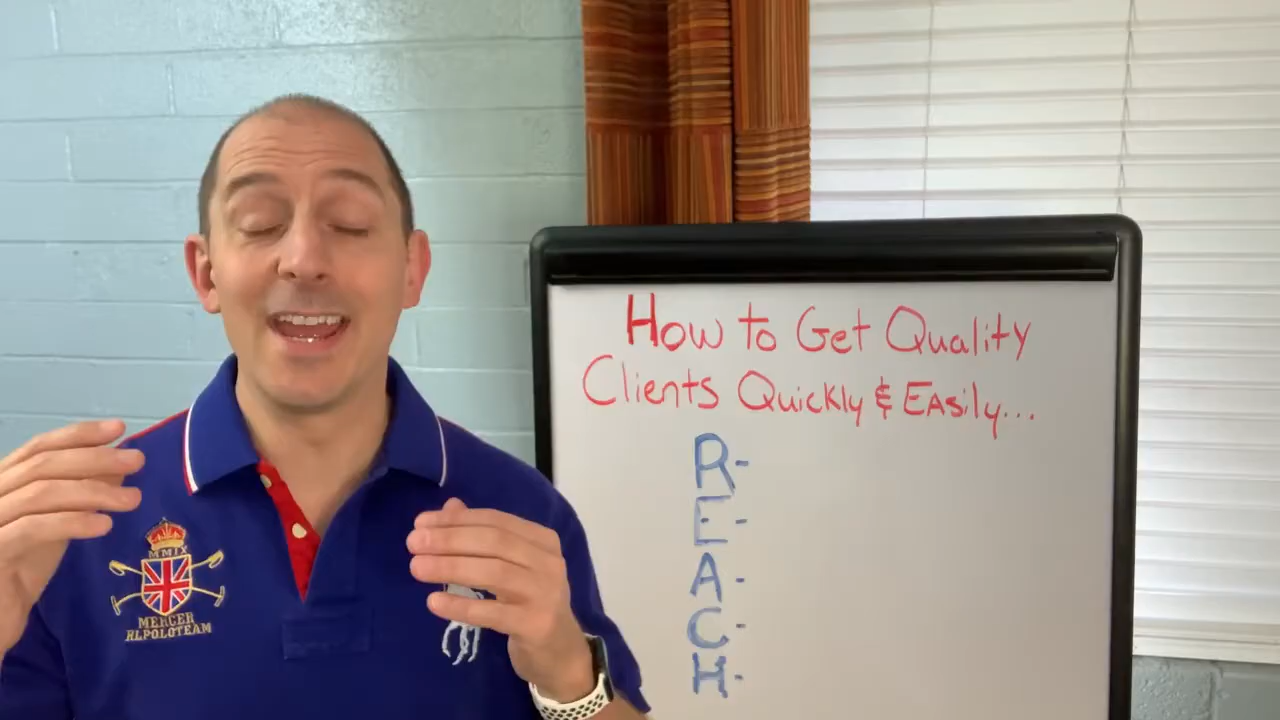 How to Get Quality
Clients Quickly & Easily...
R-
E-
A-
C-
H-
MMIX
MERCER
RLPOLOTEAM